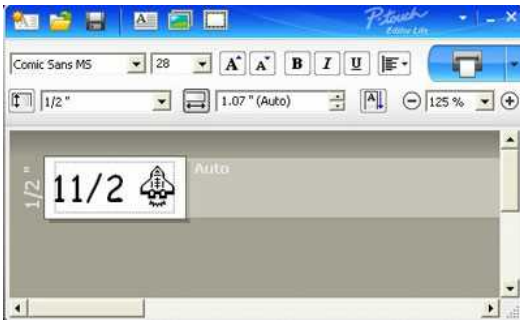 P-touch
Editor Lite
Comic Sans MS 28 A A B I U
1/2 " 1.07 " (Auto) A 125 %
Auto
1/2 "
11/2